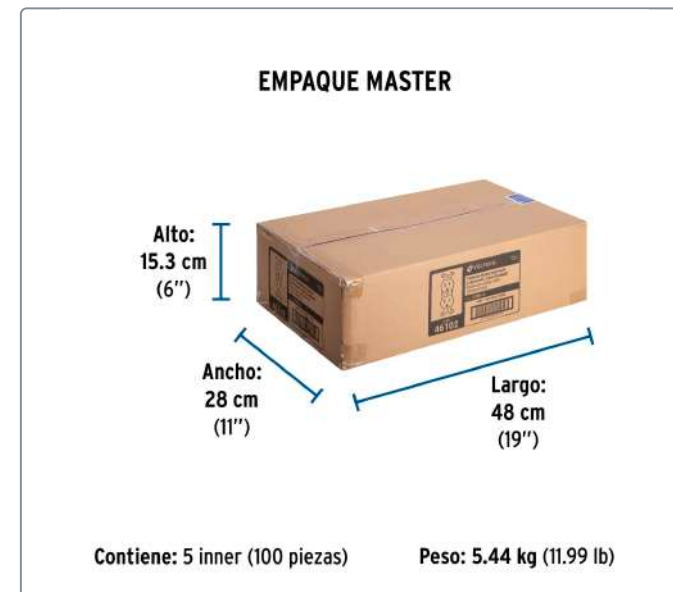 EMPAQUE MASTER
Alto:
15.3 cm
(6")
46102
Ancho:
28 cm
(11")
Largo:
48 cm
(19")
Contiene: 5 inner (100 piezas)
Peso: 5.44 kg (11.99 lb)